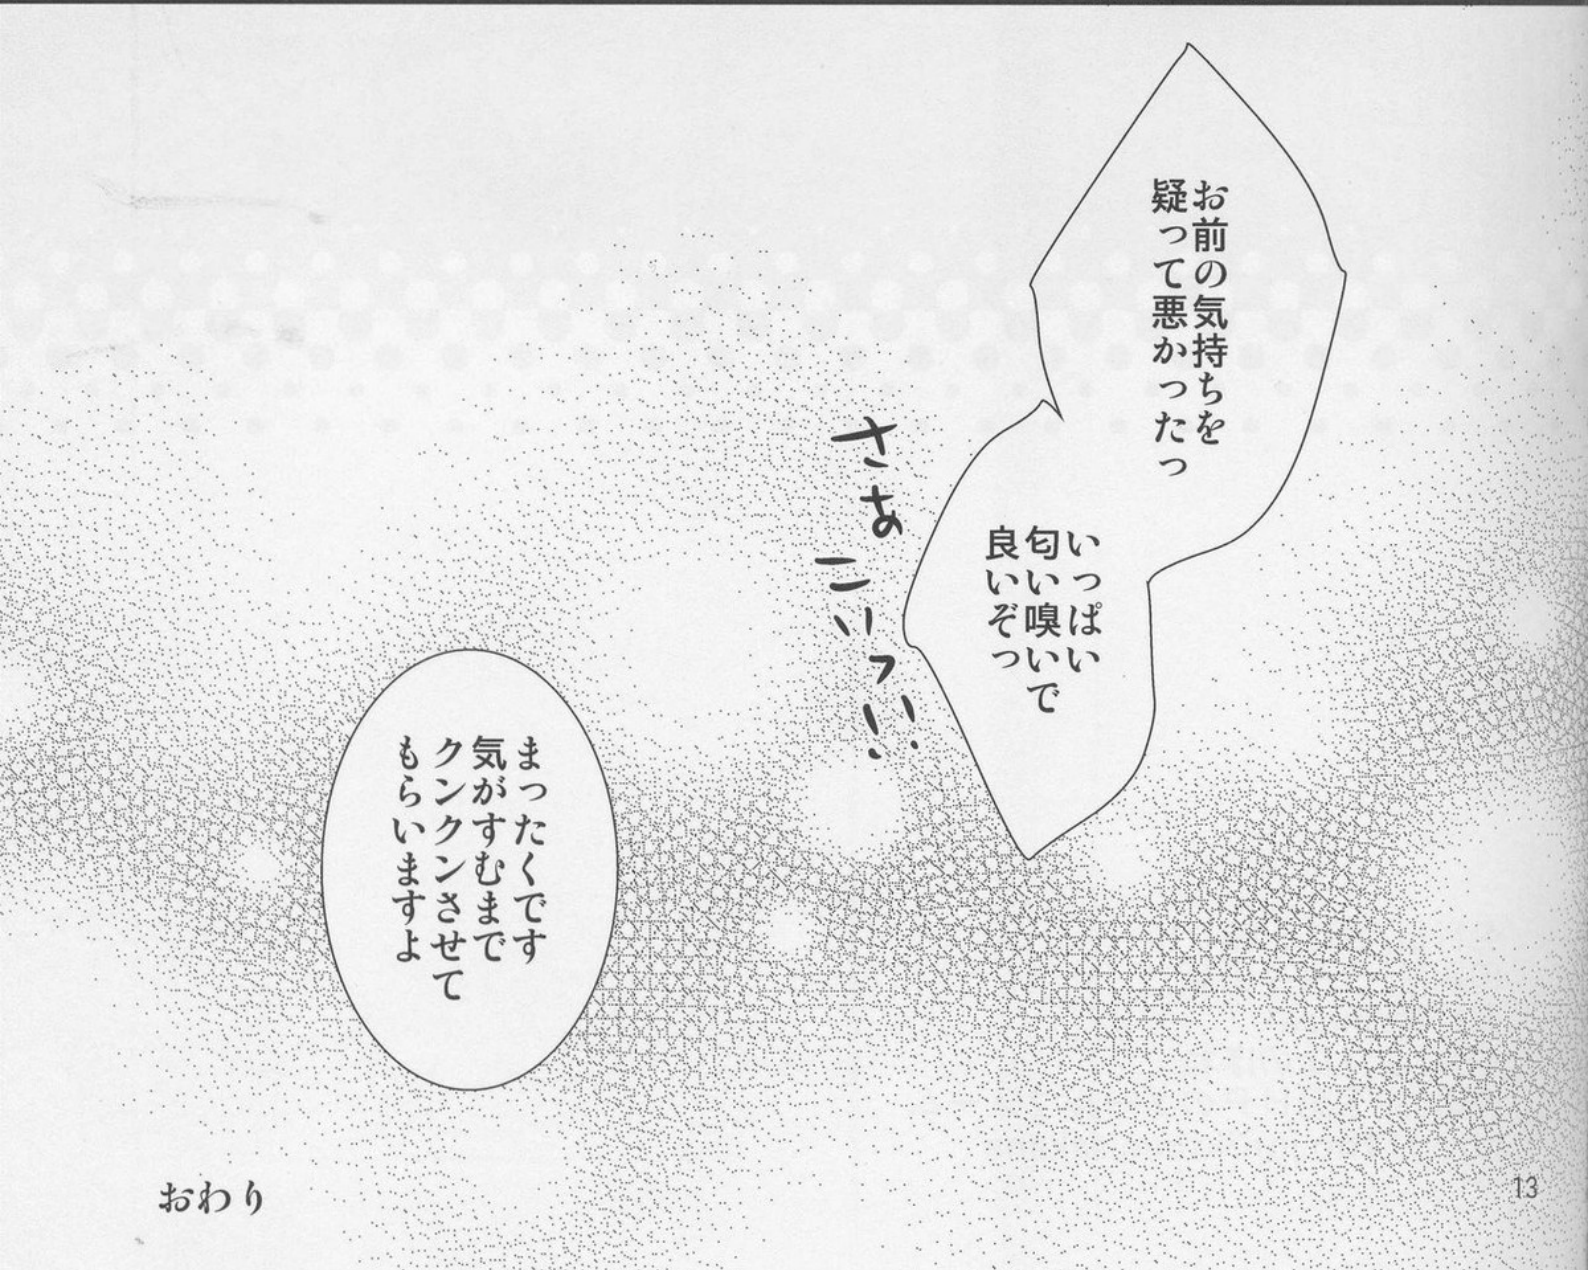 お前の気持ちを
疑って悪かったっ
いっぱい
匂い嗅いで
良いぞっ
さあこいっ!!
まったくです
気がすむまで
クンクンさせて
もらいますよ
おわり
13